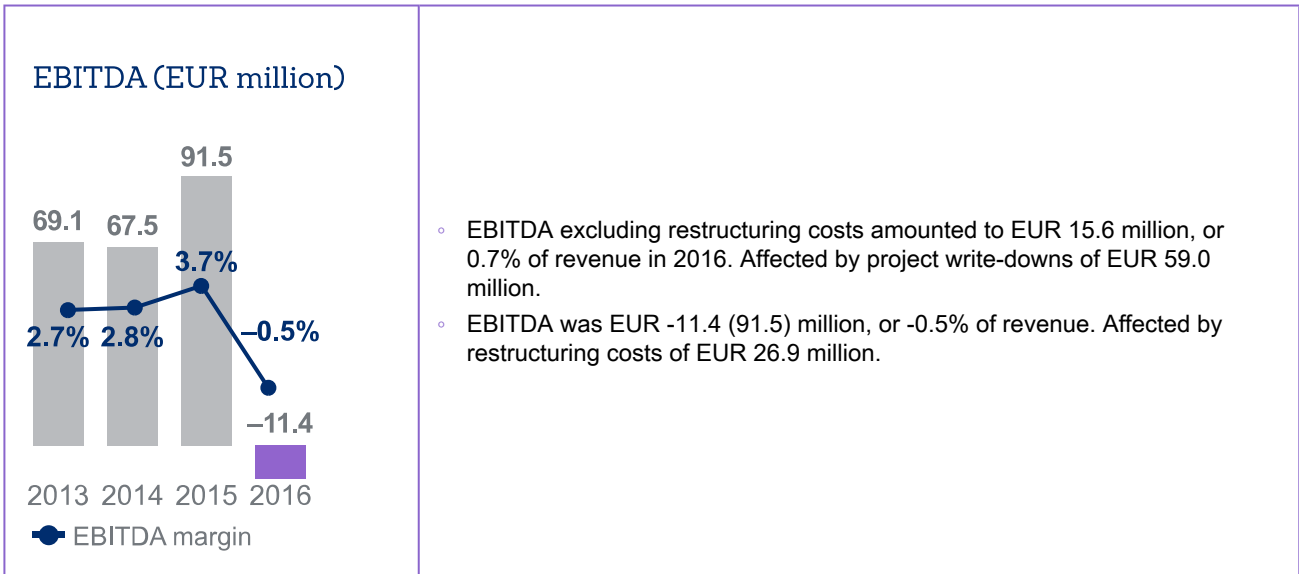 EBITDA (EUR million)
91.5
69.1
67.5
3.7%
–0.5%
2.7% 2.8%
–11.4
2013 2014 2015 2016
EBITDA margin
◦ EBITDA excluding restructuring costs amounted to EUR 15.6 million, or
0.7% of revenue in 2016. Affected by project write-downs of EUR 59.0
million.
◦ EBITDA was EUR -11.4 (91.5) million, or -0.5% of revenue. Affected by
restructuring costs of EUR 26.9 million.